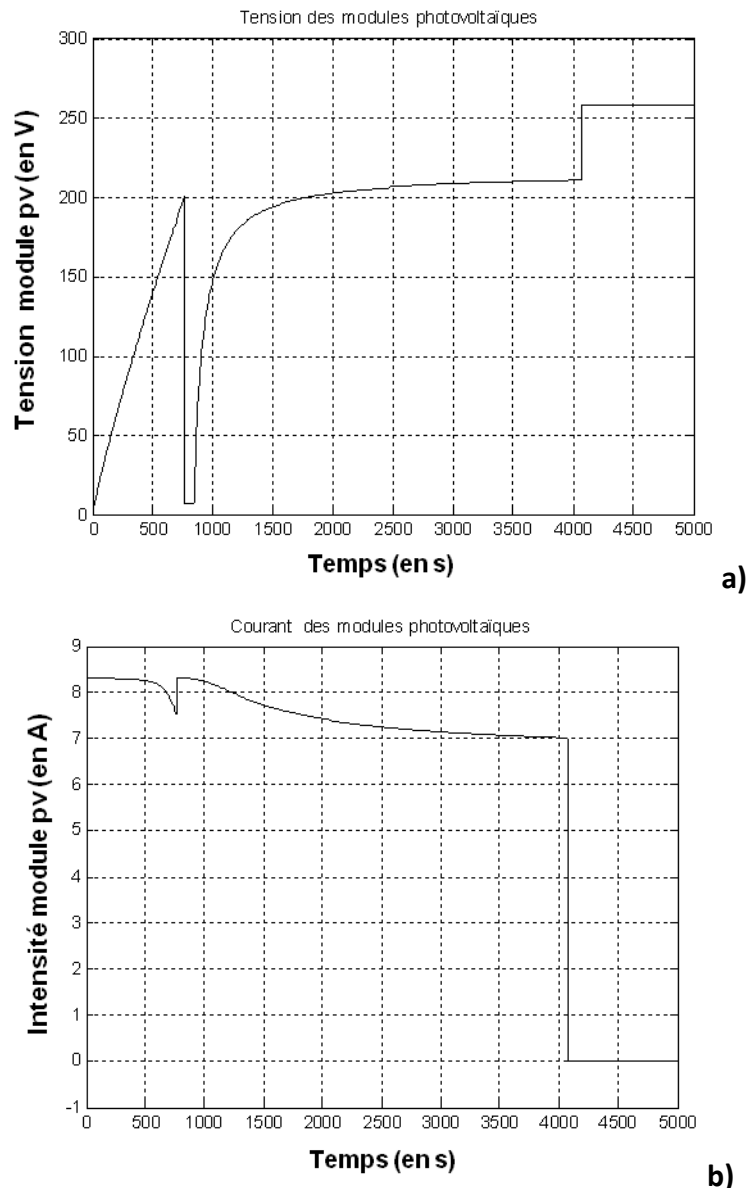 Tension des modules photovoltaïques
300
250
200
150
100
50
0
Tension module pv (en V)
0 500 1000 1500 2000 2500 3000 3500 4000 4500 5000
Temps (en s)
a)
Courant des modules photovoltaïques
9
8
7
6
5
4
3
2
1
0
-1
Intensité module pv (en A)
0 500 1000 1500 2000 2500 3000 3500 4000 4500 5000
Temps (en s)
b)